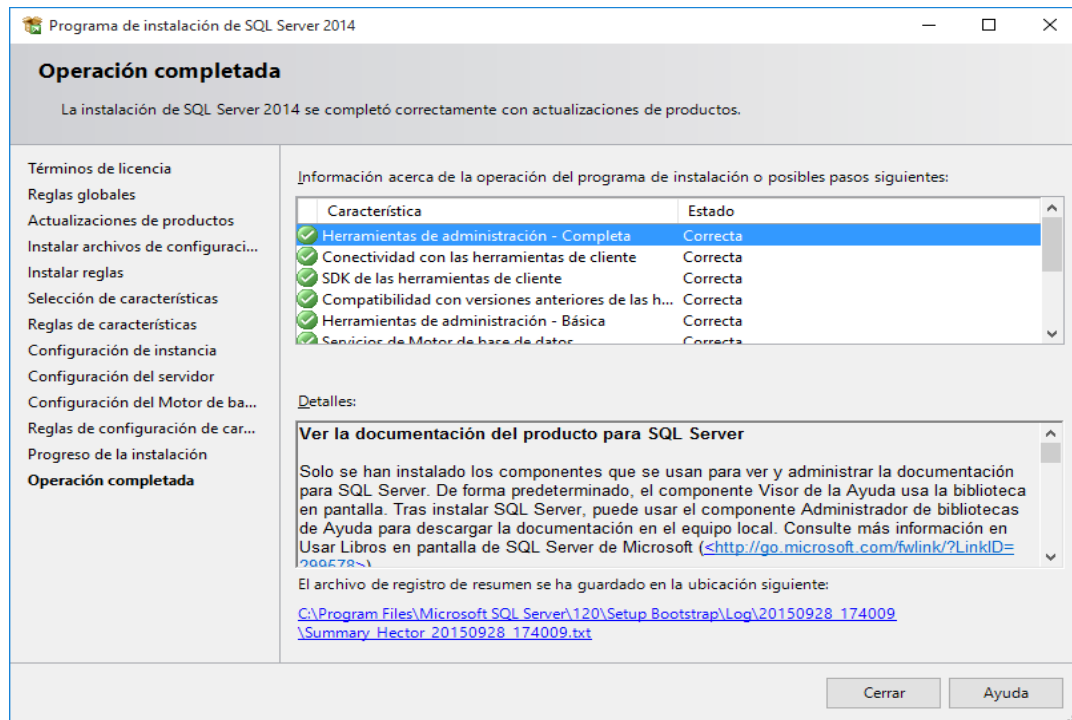 Programa de instalación de SQL Server 2014
Operación completada
La instalación de SQL Server 2014 se completó correctamente con actualizaciones de productos.
Términos de licencia
Reglas globales
Actualizaciones de productos
Instalar archivos de configuraci...
Instalar reglas
Selección de características
Reglas de características
Configuración de instancia
Configuración del servidor
Configuración del Motor de ba...
Reglas de configuración de car...
Progreso de la instalación
Operación completada
Información acerca de la operación del programa de instalación o posibles pasos siguientes:
Característica Estado
Herramientas de administración - Completa Correcta
Conectividad con las herramientas de cliente Correcta
SDK de las herramientas de cliente Correcta
Compatibilidad con versiones anteriores de las h... Correcta
Herramientas de administración - Básica Correcta
Servicios de Motor de base de datos Correcta
Detalles:
Ver la documentación del producto para SQL Server
Solo se han instalado los componentes que se usan para ver y administrar la documentación
para SQL Server. De forma predeterminado, el componente Visor de la Ayuda usa la biblioteca
en pantalla. Tras instalar SQL Server, puede usar el componente Administrador de bibliotecas
de Ayuda para descargar la documentación en el equipo local. Consulte más información en
Usar Libros en pantalla de SQL Server de Microsoft (<http://go.microsoft.com/fwlink/?LinkID=
299578>)
El archivo de registro de resumen se ha guardado en la ubicación siguiente:
C:\Program Files\Microsoft SQL Server\120\Setup Bootstrap\Log\20150928_174009
\Summary_Hector_20150928_174009.txt
Cerrar
Ayuda